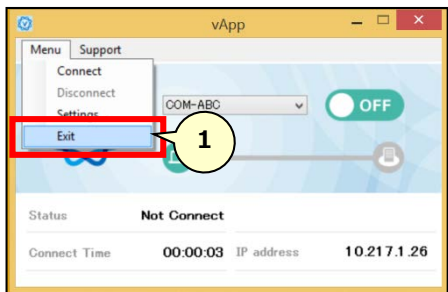 vApp
Menu Support
Connect
Disconnect
Settings
Exit
1
COM-ABC
OFF
Status Not Connect
Connect Time 00:00:03 IP address 10.217.1.26